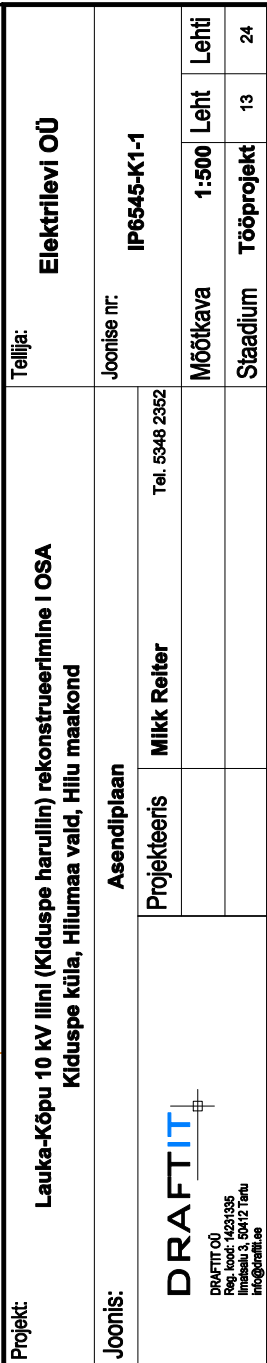 Projekt:
Lauka-Kõpu 10 kV liini (Kiduspe haruliin) rekonstrueerimine I OSA
Kiduspe küla, Hiiumaa vald, Hiiu maakond
Tellija:
Elektrilevi OÜ
Joonis:
Asendiplaan
Joonise nr:
IP6545-K1-1
DRAFTIT
DRAFTIT OÜ
Reg. kood: 14231335
Ilmatsalu 3, 50412 Tartu
info@draftit.ee
Projekteeris
Mikk Reiter
Tel. 5348 2352
Mõõtkava
1:500
Leht
Lehti
Staadium
Tööprojekt
13
24